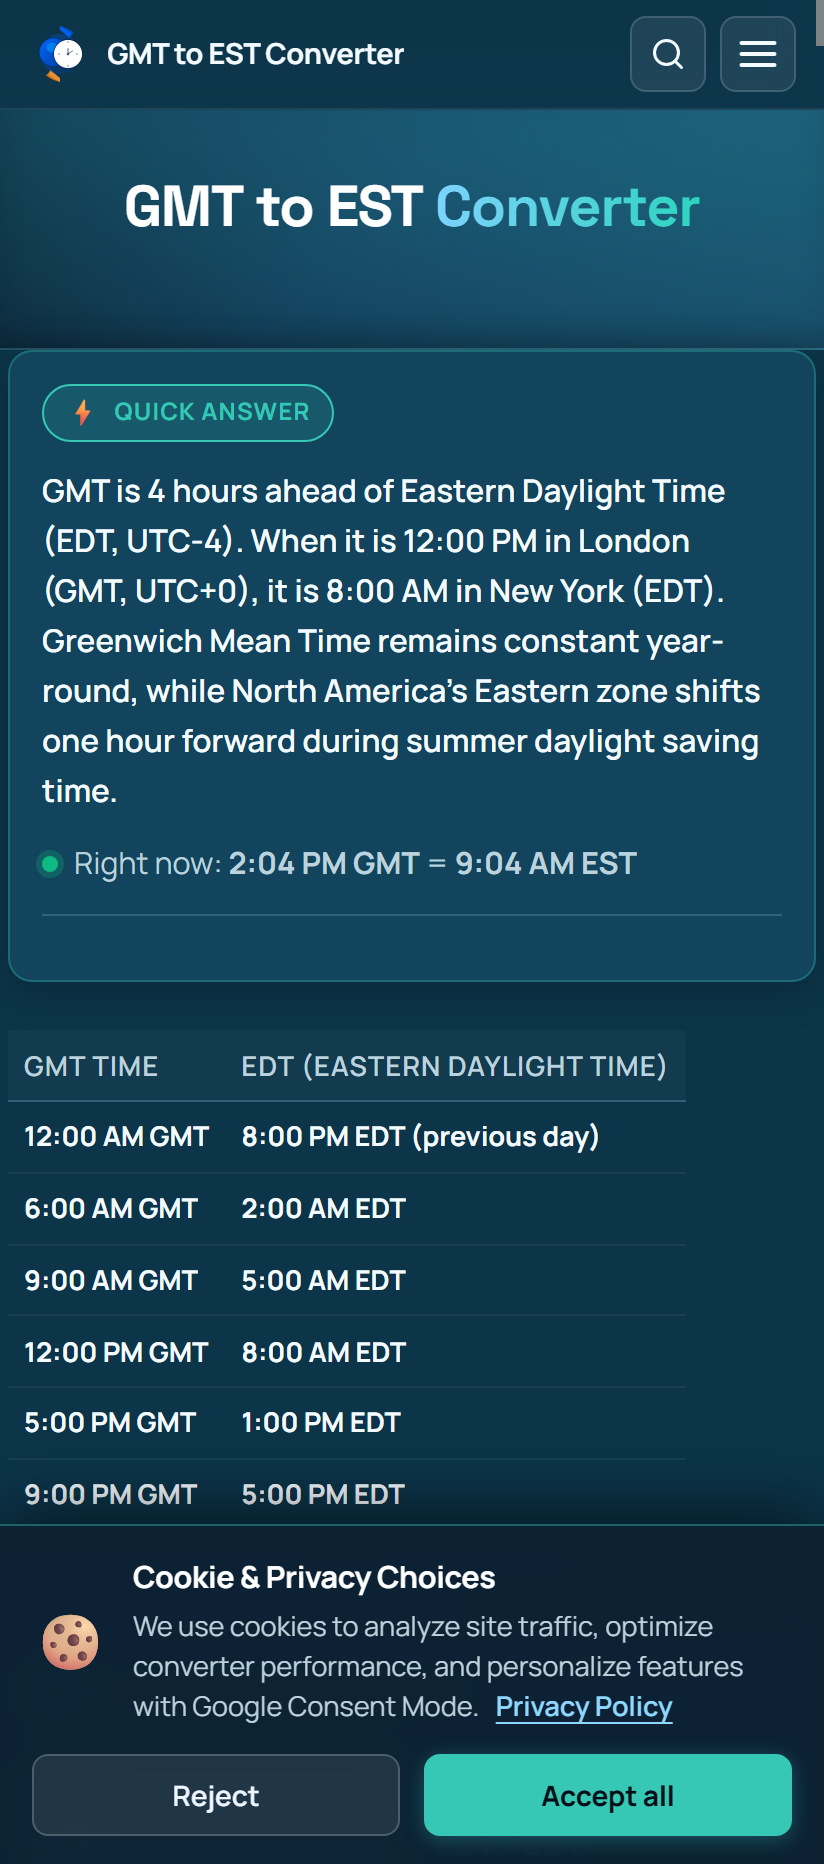 GMT to EST Converter
GMT to EST Converter
QUICK ANSWER
GMT is 4 hours ahead of Eastern Daylight Time
(EDT, UTC-4). When it is 12:00 PM in London
(GMT, UTC+0), it is 8:00 AM in New York (EDT).
Greenwich Mean Time remains constant year-
round, while North America's Eastern zone shifts
one hour forward during summer daylight saving
time.
Right now: 2:04 PM GMT = 9:04 AM EST
GMT TIME EDT (EASTERN DAYLIGHT TIME)
12:00 AM GMT 8:00 PM EDT (previous day)
6:00 AM GMT 2:00 AM EDT
9:00 AM GMT 5:00 AM EDT
12:00 PM GMT 8:00 AM EDT
5:00 PM GMT 1:00 PM EDT
9:00 PM GMT 5:00 PM EDT
Cookie & Privacy Choices
We use cookies to analyze site traffic, optimize
converter performance, and personalize features
with Google Consent Mode. Privacy Policy
Reject Accept all